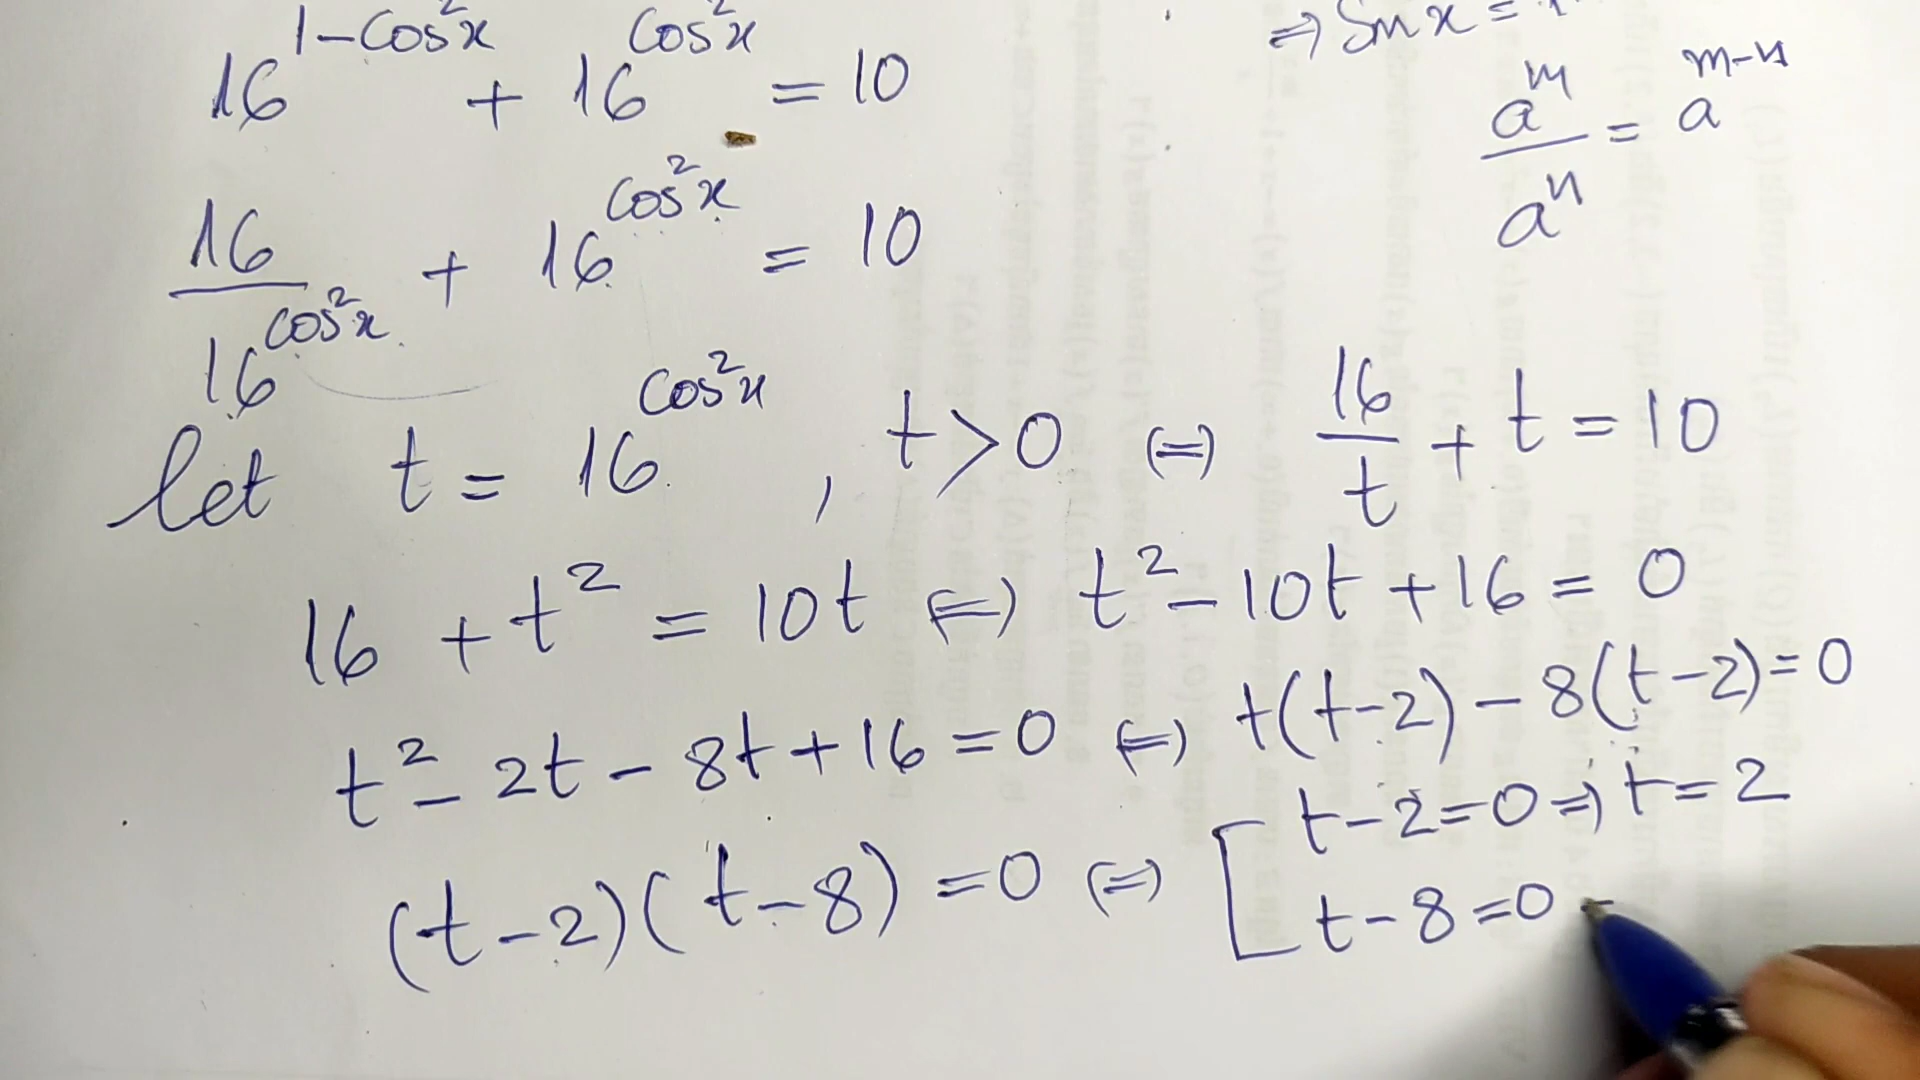 16^(1-cos²x) + 16^(cos²x) = 10
⇒ Sin x =
a^m / a^n = a^(m-n)
16 / 16^(cos²x) + 16^(cos²x) = 10
let t = 16^(cos²x) , t > 0 ⇔ 16/t + t = 10
16 + t² = 10t ⇔ t² - 10t + 16 = 0
t² - 2t - 8t + 16 = 0 ⇔ t(t-2) - 8(t-2) = 0
(t-2)(t-8) = 0 ⇔ [ t-2=0 ⇒ t=2
t-8=0